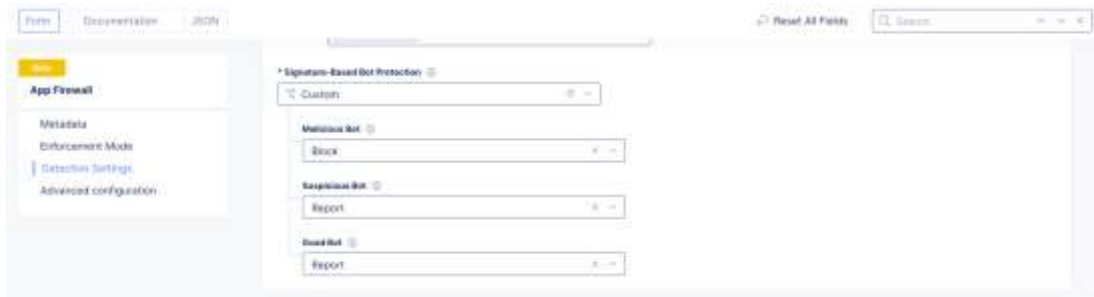 Form
Documentation
JSON
Reset All Fields
Search
New
App Firewall
Metadata
Enforcement Mode
Detection Settings
Advanced configuration
* Signature-Based Bot Protection
Custom
Malicious Bot
Block
Suspicious Bot
Report
Good Bot
Report